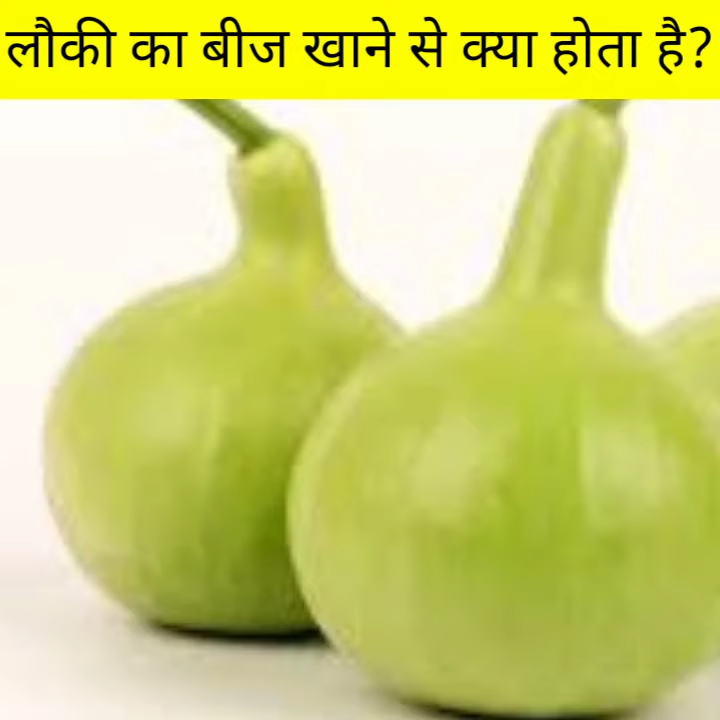 लौकी का बीज खाने से क्या होता है?